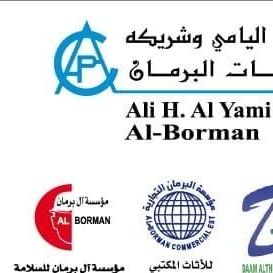 اليامي وشريكه
ـات البرمان
Ali H. Al Yami
Al-Borman
مؤسسة آل برمان
AL BORMAN
مؤسسة آل برمان للسلامة
مؤسسة البرمان التجارية
AL-BORMAN COMMERCIAL EST
للأثاث المكتبي